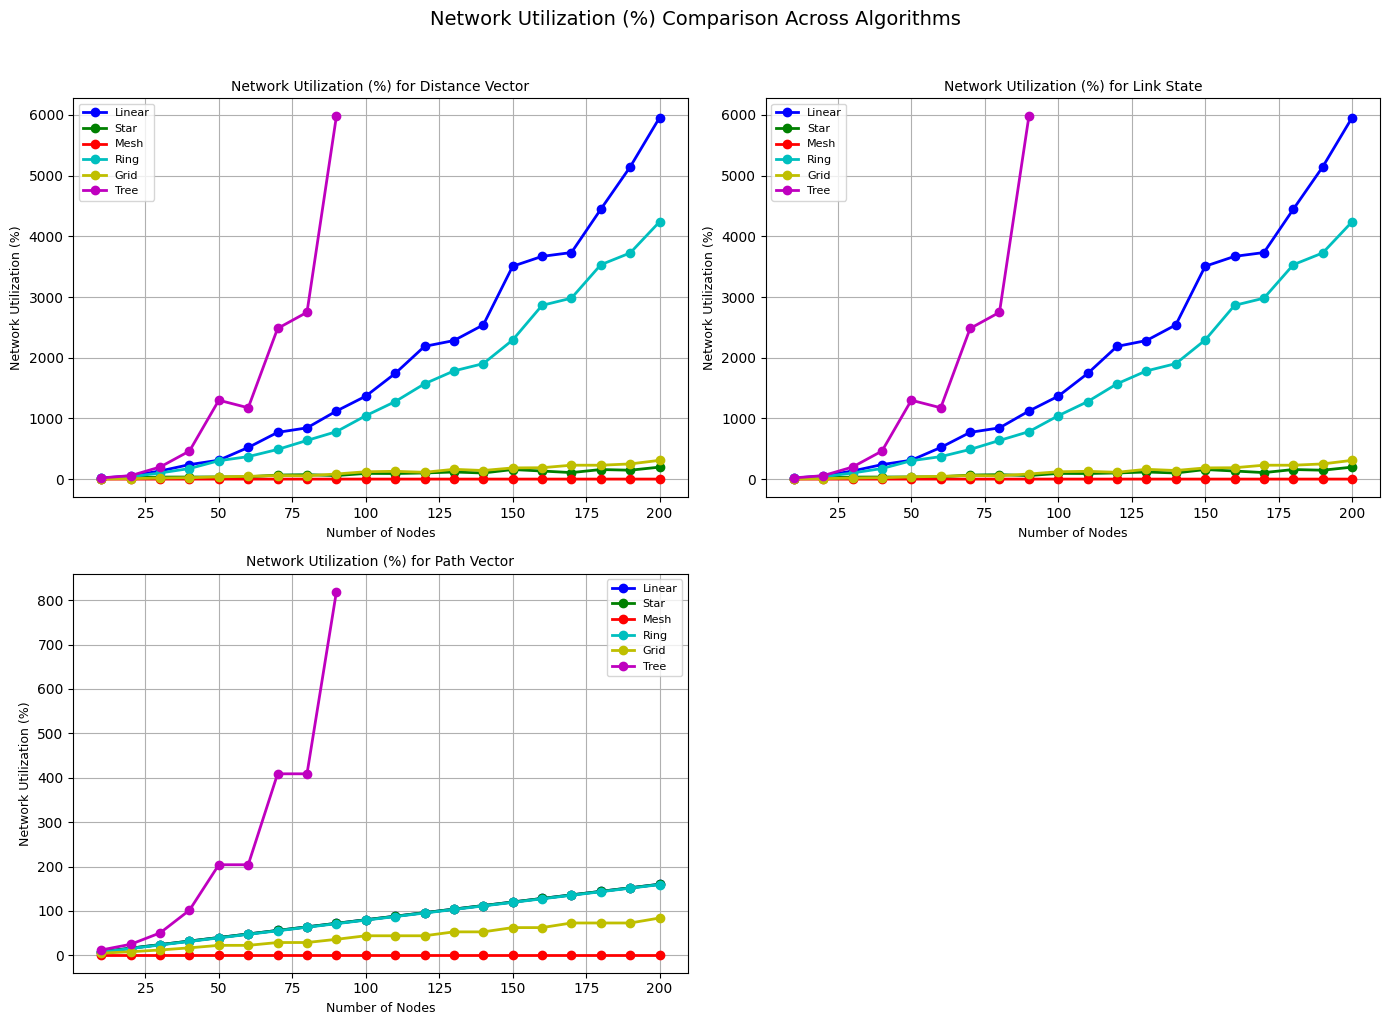 Network Utilization (%) Comparison Across Algorithms
Network Utilization (%) for Distance Vector
Linear
Star
Mesh
Ring
Grid
Tree
6000
5000
4000
3000
2000
1000
0
Network Utilization (%)
25 50 75 100 125 150 175 200
Number of Nodes
Network Utilization (%) for Link State
Linear
Star
Mesh
Ring
Grid
Tree
6000
5000
4000
3000
2000
1000
0
Network Utilization (%)
25 50 75 100 125 150 175 200
Number of Nodes
Network Utilization (%) for Path Vector
Linear
Star
Mesh
Ring
Grid
Tree
800
700
600
500
400
300
200
100
0
Network Utilization (%)
25 50 75 100 125 150 175 200
Number of Nodes